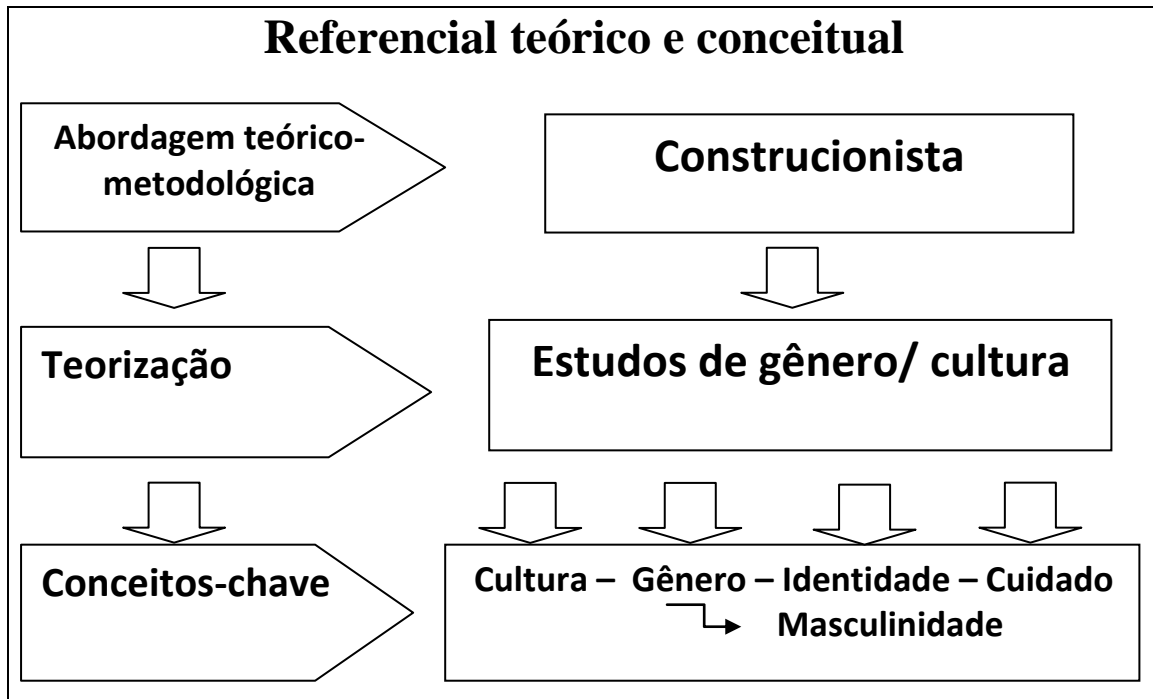 Referencial teórico e conceitual
Abordagem teórico-
metodológica
Construcionista
Teorização
Estudos de gênero/ cultura
Conceitos-chave
Cultura – Gênero – Identidade – Cuidado
Masculinidade